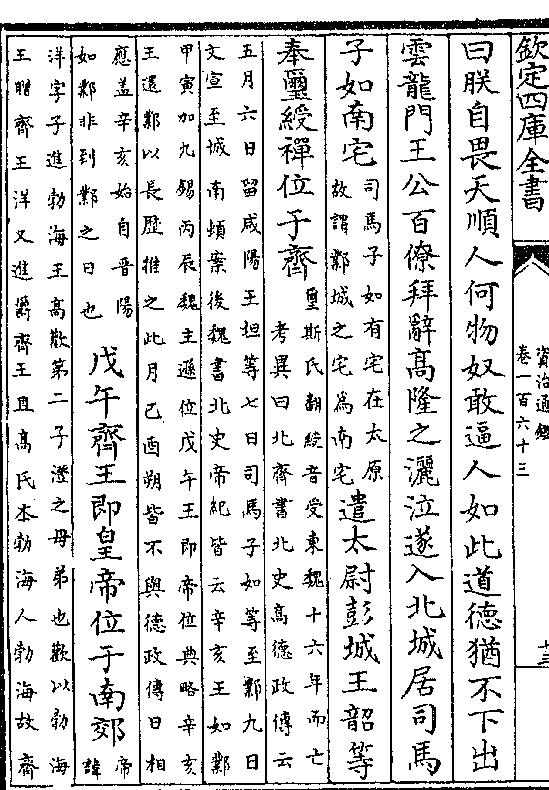 欽定四庫全書
資治通鑑
卷一百六十三
十三
曰朕自畏天順人何物奴敢逼人如此道德猶不下出
雲龍門王公百僚拜辭高隆之灑泣遂入北城居司馬
子如南宅
司馬子如有宅在太原
故謂鄴城之宅為南宅
遣太尉彭城王韶等
奉璽綬禪位于齊
璽斯氏翻綬音受東魏十六年而亡
考異曰北齊書北史高德政傳云
五月六日留咸陽王坦等七日司馬子如等至鄴九日
文宣至城南頓案後魏書北史帝紀皆云辛亥王如鄴
甲寅加九錫丙辰魏主遜位戊午王即帝位典略辛亥
王還鄴以長歷推之此月己酉朔皆不與德政傳日相
應蓋辛亥始自晉陽
如鄴非到鄴之日也
戊午齊王即皇帝位于南郊
帝諱
洋字子進勃海王高歡第二子澄之母弟也歡以勃海
王贈齊王洋又進爵齊王且高氏本勃海人勃海故齊